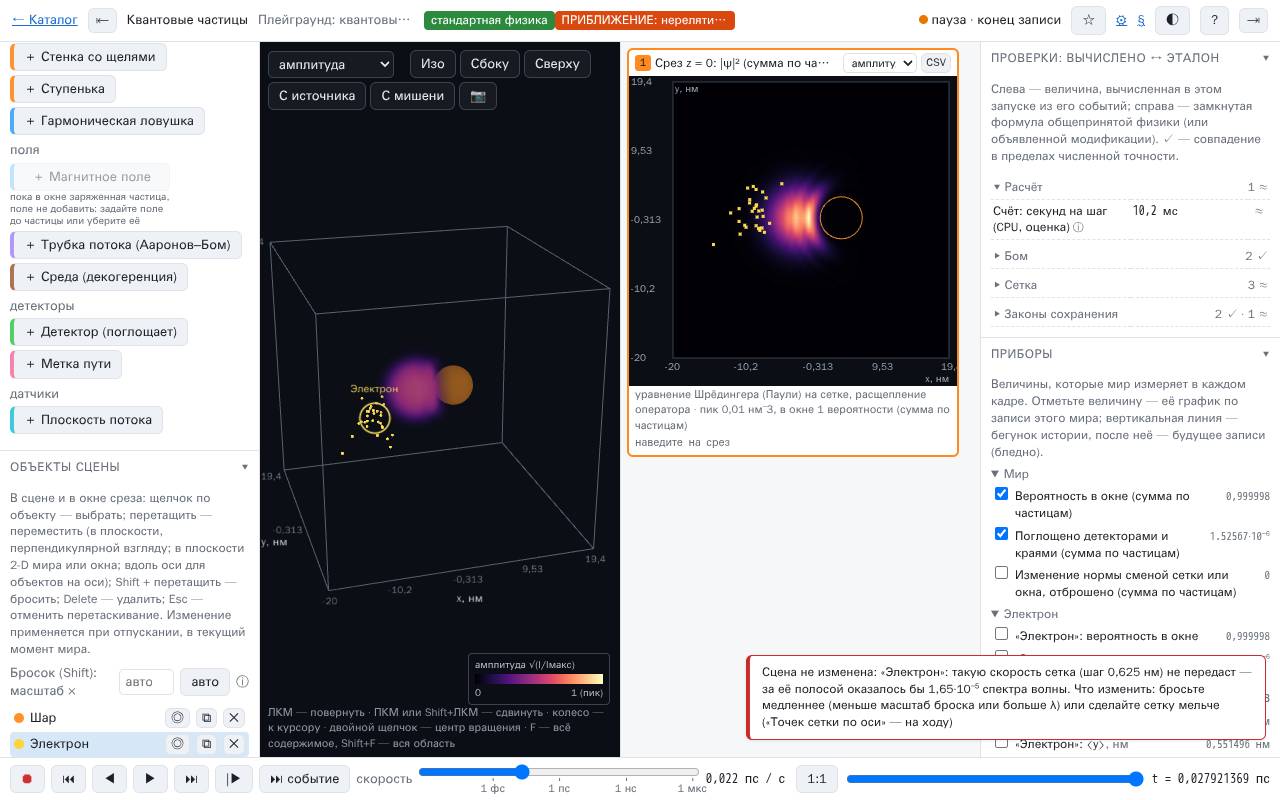 ← Каталог ⇤ Квантовые частицы Плейграунд: квантовы··· стандартная физика ПРИБЛИЖЕНИЕ: нереляти··· пауза · конец записи ☆ ⚙ § ◐ ? ⇥
+ Стенка со щелями
+ Ступенька
+ Гармоническая ловушка
поля
+ Магнитное поле
пока в окне заряженная частица,
поле не добавить: задайте поле
до частицы или уберите её
+ Трубка потока (Ааронов—Бом)
+ Среда (декогеренция)
детекторы
+ Детектор (поглощает)
+ Метка пути
датчики
+ Плоскость потока
ОБЪЕКТЫ СЦЕНЫ ▼
В сцене и в окне среза: щелчок по
объекту — выбрать; перетащить —
переместить (в плоскости,
перпендикулярной взгляду; в плоскости
2-D мира или окна; вдоль оси для
объектов на оси); Shift + перетащить —
бросить; Delete — удалить; Esc —
отменить перетаскивание. Изменение
применяется при отпускании, в текущий
момент мира.
Бросок (Shift):
масштаб × авто авто ⓘ
Шар
Электрон
амплитуда Изо Сбоку Сверху
С источника С мишени
4
Электрон
19,4
-0,313
y, нм
-20
-10,2
-0,313
9,53
19,4
x, нм
амплитуда √(I/Iмакс)
0 1 (пик)
ЛКМ — повернуть · ПКМ или Shift+ЛКМ — сдвинуть · колесо —
к курсору · двойной щелчок — центр вращения · F — всё
содержимое, Shift+F — вся область
1 Срез z = 0: |ψ|² (сумма по ча··· амплиту CSV
19,4
y, нм
9,53
-0,313
-10,2
-20
-20 -10,2 -0,313 9,53 19,
x, нм
уравнение Шрёдингера (Паули) на сетке, расщепление
оператора · пик 0,01 нм⁻3, в окне 1 вероятности (сумма по
частицам)
наведите на срез
ПРОВЕРКИ: ВЫЧИСЛЕНО ↔ ЭТАЛОН ▼
Слева — величина, вычисленная в этом
запуске из его событий; справа — замкнутая
формула общепринятой физики (или
объявленной модификации). ✓ — совпадение
в пределах численной точности.
▼ Расчёт 1 ≈
Счёт: секунд на шаг 10,2 мс ≈
(CPU, оценка) ⓘ
▶ Бом 2 ✓
▶ Сетка 3 ≈
▶ Законы сохранения 2 ✓ · 1 ≈
ПРИБОРЫ ▼
Величины, которые мир измеряет в каждом
кадре. Отметьте величину — её график по
записи этого мира; вертикальная линия —
бегунок истории, после неё — будущее записи
(бледно).
▼ Мир
Вероятность в окне (сумма по 0,999998
частицам)
Поглощено детекторами и 1.52567·10⁻⁶
краями (сумма по частицам)
Изменение нормы сменой сетки или 0
окна, отброшено (сумма по частицам)
▼ Электрон
«Электрон»: вероятность в окне 0,999998
Сцена не изменена: «Электрон»: такую скорость сетка (шаг 0,625 нм) не передаст —
за её полосой оказалось бы 1,65·10⁻⁵ спектра волны. Что изменить: бросьте
медленнее (меньше масштаб броска или больше λ) или сделайте сетку мельче
(«Точек сетки по оси» — на ходу)
«Электрон»: ⟨y⟩, нм 0,551496 нм
⏭ событие скорость 1 фс 1 пс 1 нс 1 мкс 0,022 пс / с 1:1 t = 0,027921369 пс